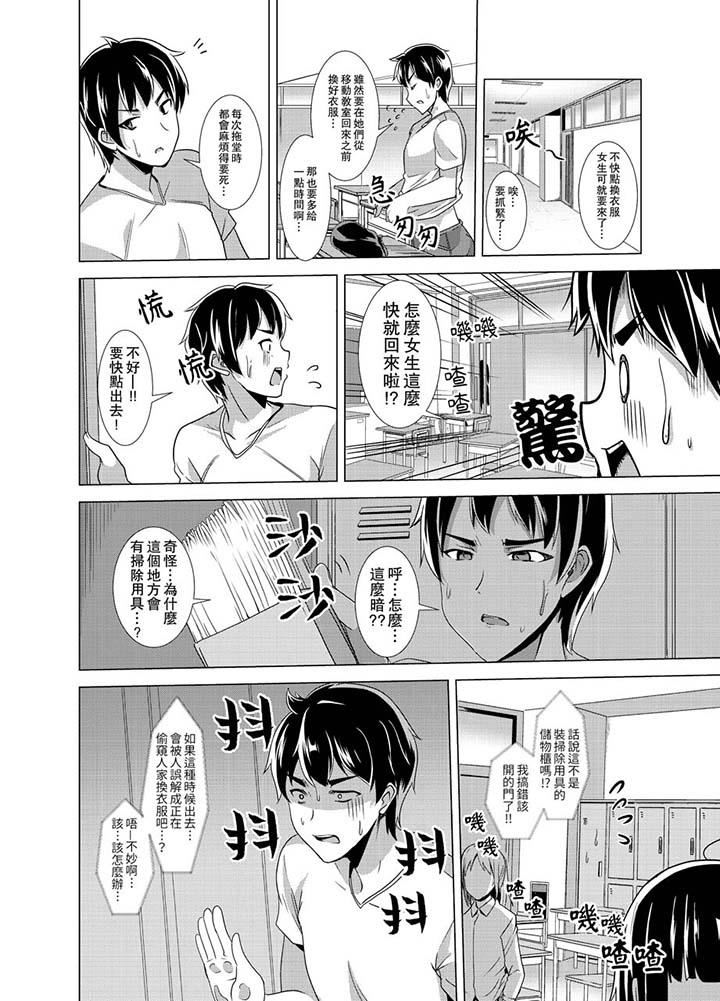 不快點換衣服
女生可就要來了…
唉…
要抓緊了…
唉～
雖然要在她們從
移動教室回來之前
換好衣服…
那也要多給
一點時間啊…
急
匆匆
每次拖堂時
都會麻煩得要死…
怎麼女生這麼
快就回來啦!?
嘰嘰
喳喳
驚
慌
慌
不好—!!
要快點出去！
呼…怎麼…
這麼暗??
沙
沙
奇怪…為什麼
這個地方會
有掃除用具…?
話說這不是
裝掃除用具的
儲物櫃嗎!?
我搞錯該
開的門了!!
嘰嘰
喳喳
嘰嘰
喳喳
抖
抖
抖
抖
如果這種時候出去…
會被人誤解成正在
偷窺人家換衣服吧…?
唔—不妙啊…
該…該怎麼辦…